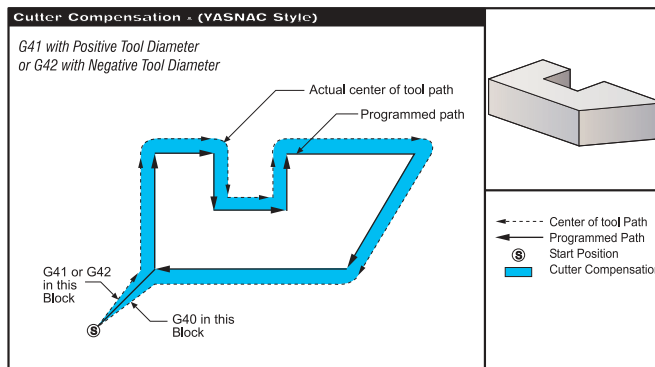 Cutter Compensation - (YASNAC Style)
G41 with Positive Tool Diameter
or G42 with Negative Tool Diameter
Actual center of tool path
Programmed path
G41 or G42
in this
Block
G40 in this
Block
S
Center of tool Path
Programmed Path
S Start Position
Cutter Compensation